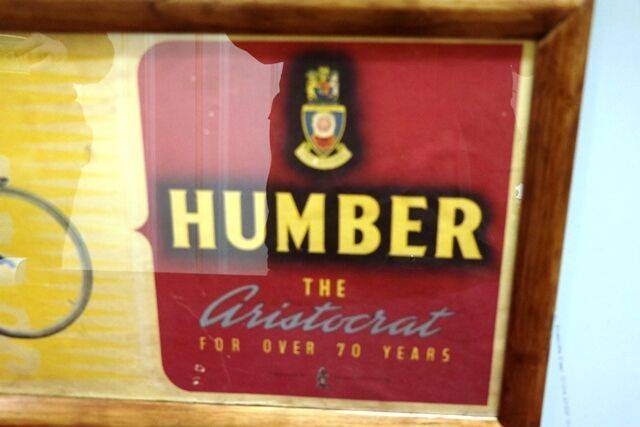 HUMBER
THE
Aristocrat
FOR OVER 70 YEARS